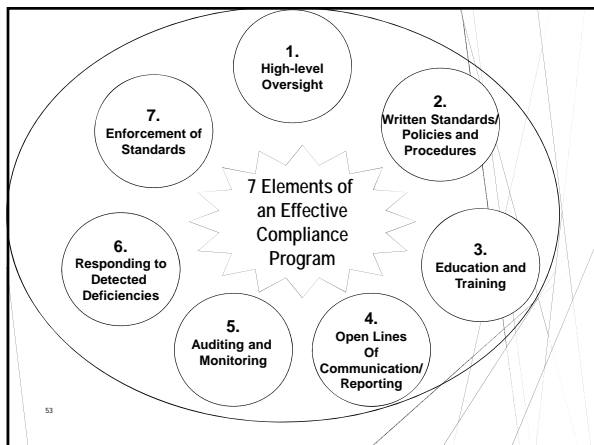 1.
High-level
Oversight
2.
Written Standards/
Policies and
Procedures
3.
Education and
Training
4.
Open Lines
Of
Communication/
Reporting
5.
Auditing and
Monitoring
6.
Responding to
Detected
Deficiencies
7.
Enforcement of
Standards
7 Elements of
an Effective
Compliance
Program
53